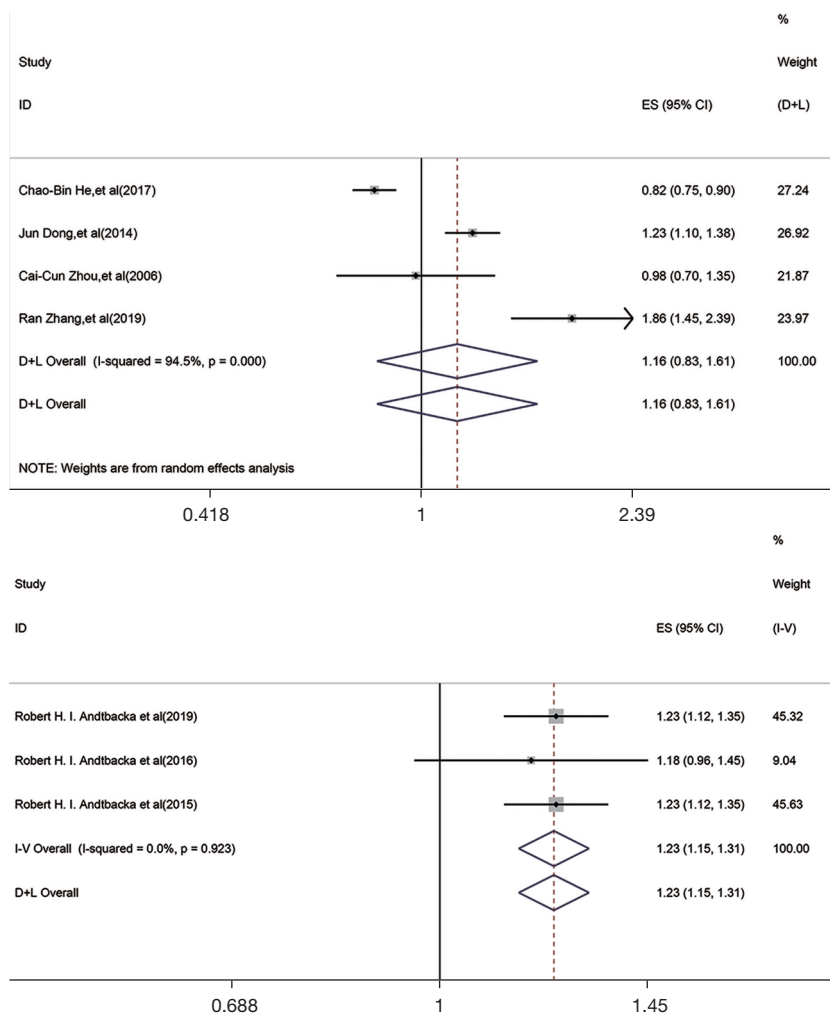 %
Study Weight
ID ES (95% CI) (D+L)
Chao-Bin He,et al(2017) 0.82 (0.75, 0.90) 27.24
Jun Dong,et al(2014) 1.23 (1.10, 1.38) 26.92
Cai-Cun Zhou,et al(2006) 0.98 (0.70, 1.35) 21.87
Ran Zhang,et al(2019) 1.86 (1.45, 2.39) 23.97
D+L Overall (I-squared = 94.5%, p = 0.000) 1.16 (0.83, 1.61) 100.00
D+L Overall 1.16 (0.83, 1.61)
NOTE: Weights are from random effects analysis
0.418 1 2.39
%
Study Weight
ID ES (95% CI) (I-V)
Robert H. I. Andtbacka et al(2019) 1.23 (1.12, 1.35) 45.32
Robert H. I. Andtbacka et al(2016) 1.18 (0.96, 1.45) 9.04
Robert H. I. Andtbacka et al(2015) 1.23 (1.12, 1.35) 45.63
I-V Overall (I-squared = 0.0%, p = 0.923) 1.23 (1.15, 1.31) 100.00
D+L Overall 1.23 (1.15, 1.31)
0.688 1 1.45